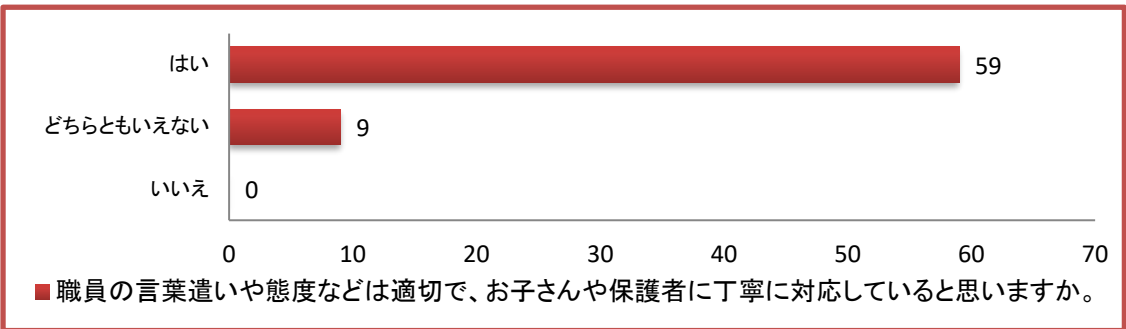 はい 59
どちらともいえない 9
いいえ 0
0 10 20 30 40 50 60 70
職員の言葉遣いや態度などは適切で、お子さんや保護者に丁寧に対応していると思いますか。